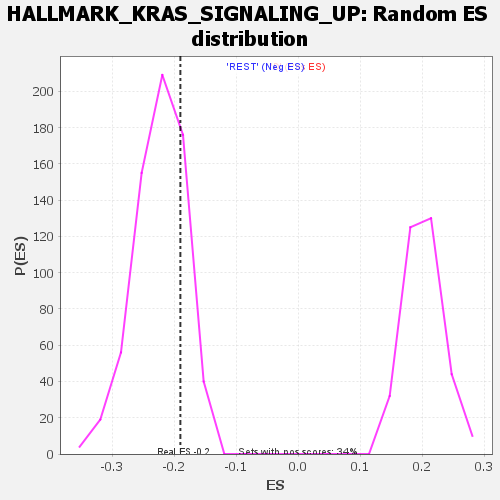 HALLMARK_KRAS_SIGNALING_UP: Random ES
distribution
'REST' (Neg ES) ES)
P(ES)
200
180
160
140
120
100
80
60
40
20
0
Real ES -0.2
Sets with pos scores: 34%
-0.3 -0.2 -0.1 0.0 0.1 0.2 0.3
ES